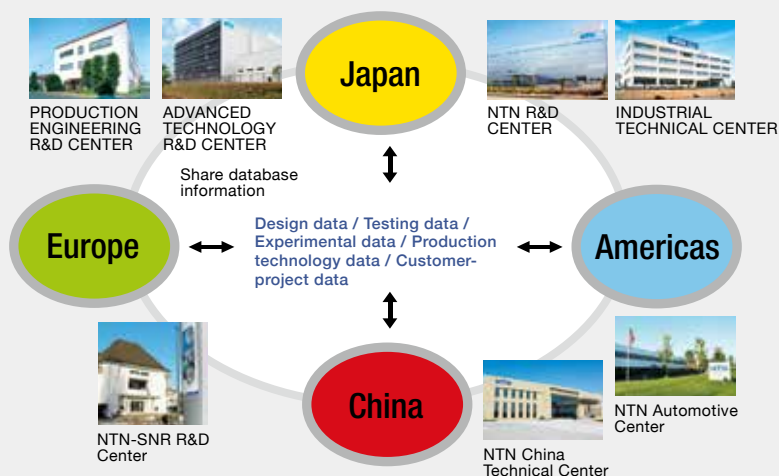 Japan
PRODUCTION
ENGINEERING
R&D CENTER
ADVANCED
TECHNOLOGY
R&D CENTER
NTN R&D
CENTER
INDUSTRIAL
TECHNICAL CENTER
Share database
information
Europe
Design data / Testing data /
Experimental data / Production
technology data / Customer-
project data
Americas
China
NTN-SNR R&D
Center
NTN China
Technical Center
NTN Automotive
Center